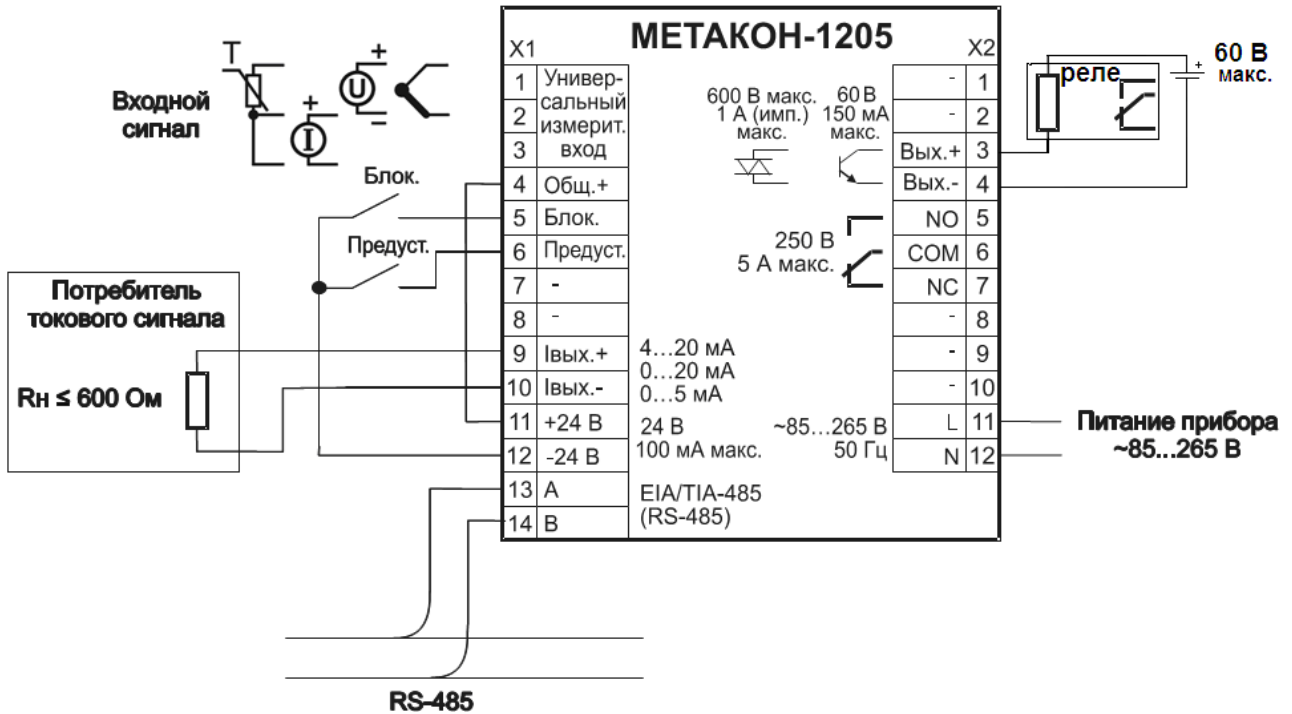 МЕТАКОН-1205
X1
X2
T
+
+
U
−
I
Входной
сигнал
1
2
3
Универ-
сальный
измерит.
вход
4 Общ.+
5 Блок.
6 Предуст.
7 -
8 -
9 Iвых.+
10 Iвых.-
11 +24 В
12 -24 В
13 A
14 B
Блок.
Предуст.
Потребитель
токового сигнала
Rн ≤ 600 Ом
600 В макс.
1 А (имп.)
макс.
60 В
150 мА
макс.
250 В
5 А макс.
4...20 мА
0...20 мА
0...5 мА
24 В
100 мА макс.
~85...265 В
50 Гц
EIA/TIA-485
(RS-485)
- 1
- 2
Вых.+ 3
Вых.- 4
NO 5
COM 6
NC 7
- 8
- 9
- 10
L 11
N 12
реле
+
60 В
макс.
Питание прибора
~85...265 В
RS-485